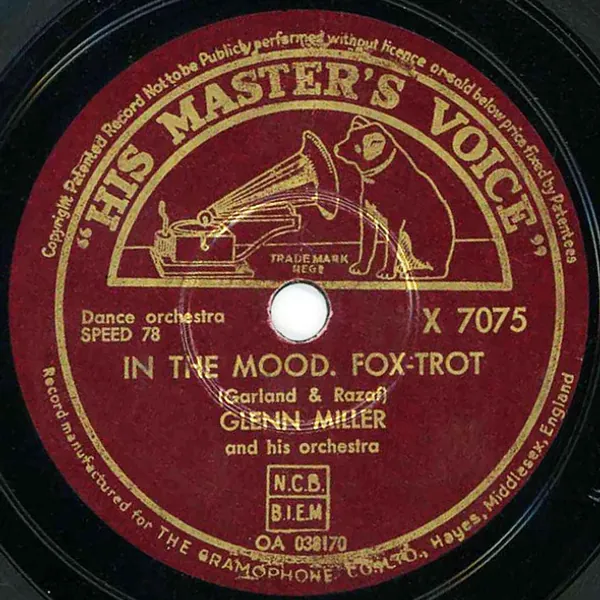 Copyright Patented Record Not to be Publicly performed without licence or sold below price fixed by Patentees
"HIS MASTER'S VOICE"
TRADEMARK
REGD
Dance orchestra
SPEED 78
X 7075
IN THE MOOD. FOX-TROT
(Garland & Razaf)
GLENN MILLER
and his orchestra
N.C.B.
B.I.E.M
OA 038170
Record manufactured for THE GRAMOPHONE CO. LTD., Hayes, Middlesex, England